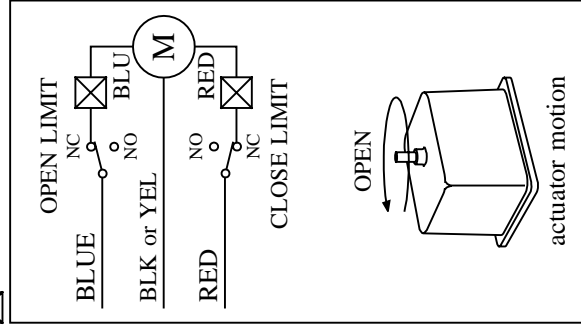 OPEN LIMIT
NC
NO
BLU
BLUE
M
BLK or YEL
RED
NO
NC
RED
CLOSE LIMIT
OPEN
actuator motion